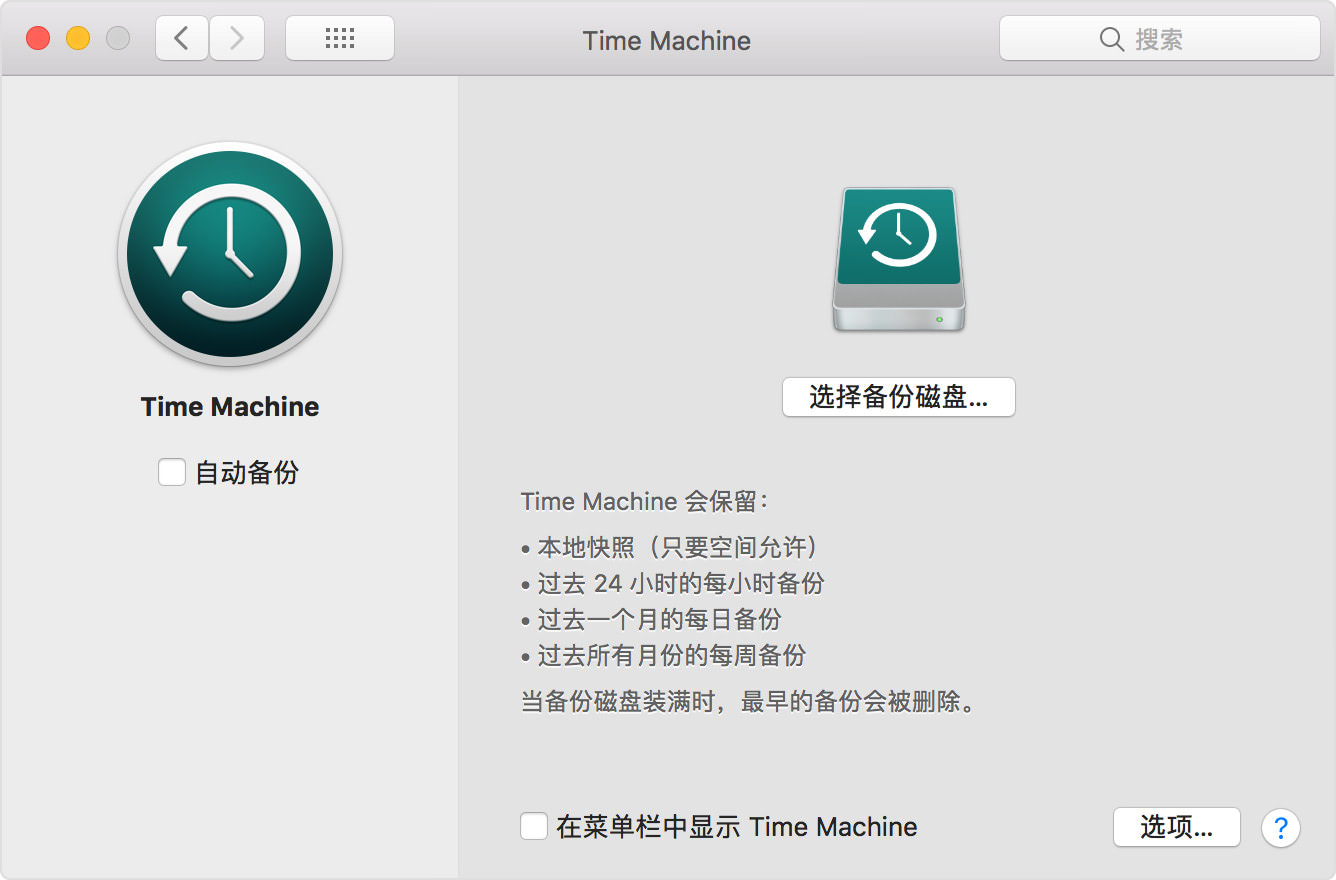 Time Machine
搜索
Time Machine
自动备份
选择备份磁盘...
Time Machine 会保留：
• 本地快照（只要空间允许）
• 过去 24 小时的每小时备份
• 过去一个月的每日备份
• 过去所有月份的每周备份
当备份磁盘装满时，最早的备份会被删除。
在菜单栏中显示 Time Machine
选项...
?